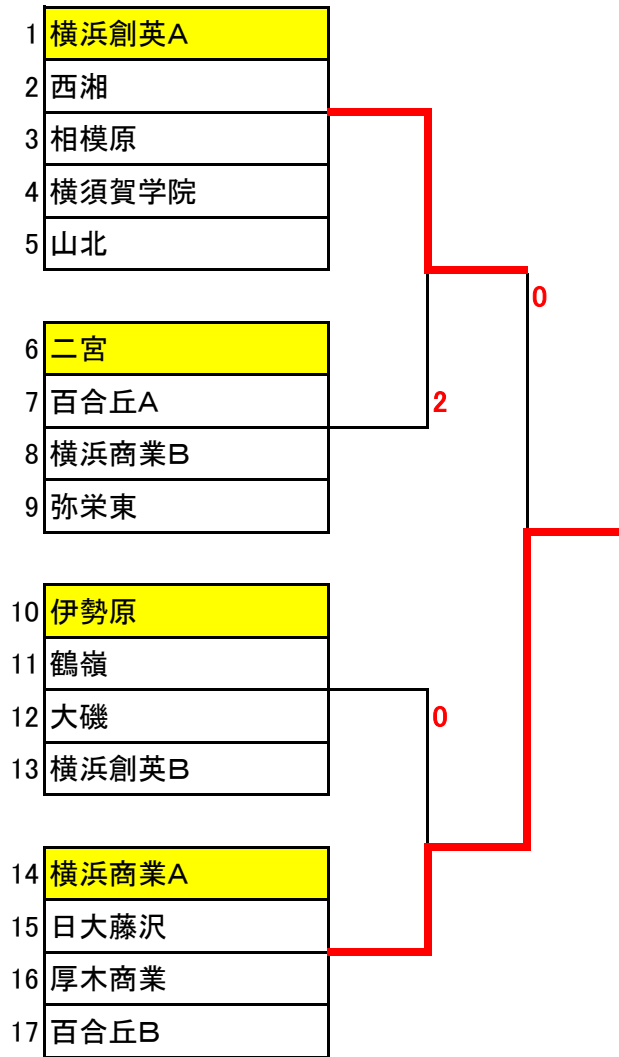 1 横浜創英A
2 西湘
3 相模原
4 横須賀学院
5 山北
0
6 二宮
7 百合丘A
2
8 横浜商業B
9 弥栄東
10 伊勢原
11 鶴嶺
12 大磯
0
13 横浜創英B
14 横浜商業A
15 日大藤沢
16 厚木商業
17 百合丘B